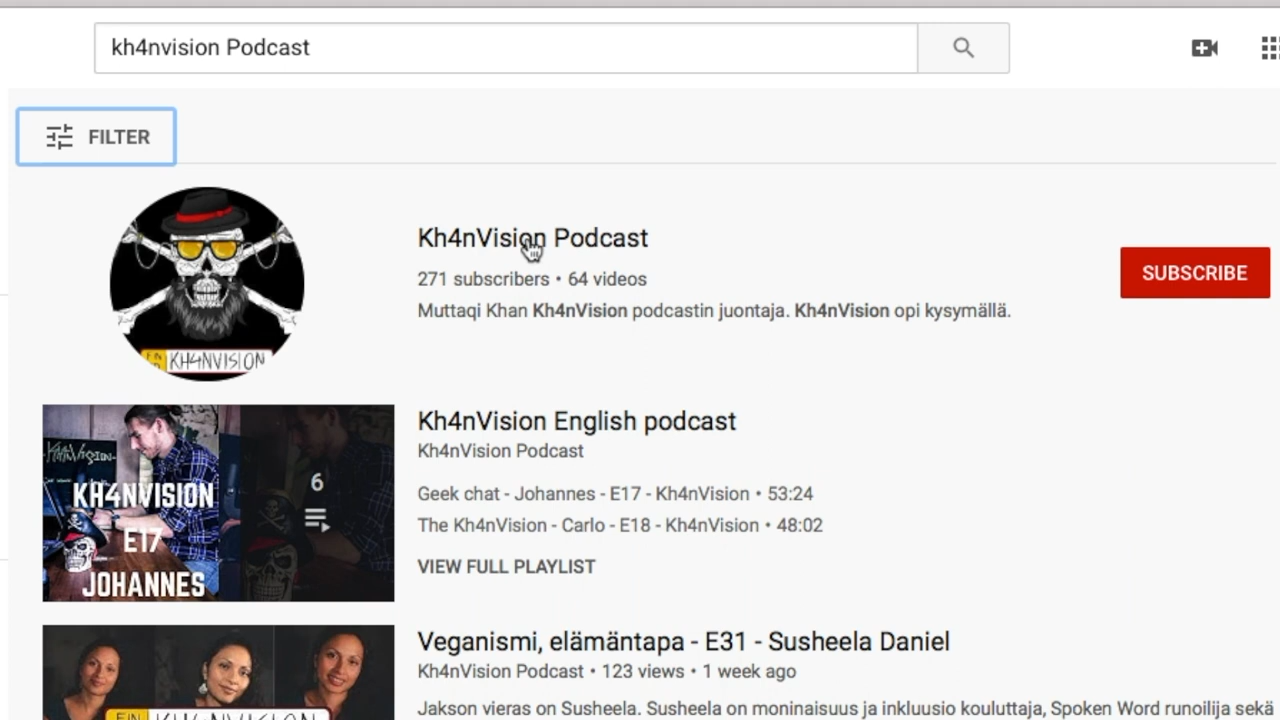 kh4nvision Podcast
FILTER
Kh4nVision Podcast
271 subscribers • 64 videos
SUBSCRIBE
Muttaqi Khan Kh4nVision podcastin juontaja. Kh4nVision opi kysymällä.
KH4NVISION
Kh4nVision English podcast
Kh4nVision Podcast
Geek chat - Johannes - E17 - Kh4nVision • 53:24
The Kh4nVision - Carlo - E18 - Kh4nVision • 48:02
VIEW FULL PLAYLIST
-Kh4nVision-
KH4NVISION
E17
JOHANNES
6
Veganismi, elämäntapa - E31 - Susheela Daniel
Kh4nVision Podcast • 123 views • 1 week ago
Jakson vieras on Susheela. Susheela on moninaisuus ja inkluusio kouluttaja, Spoken Word runoilija sekä
FIN
KH4NVISION